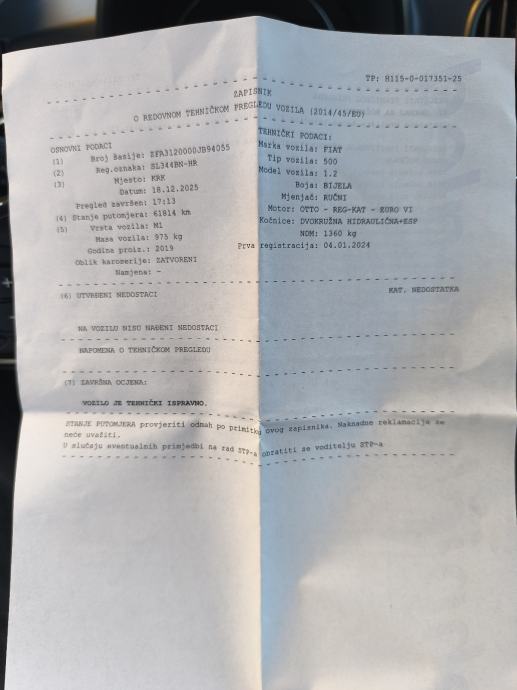 TP: H115-0-017351-25
ZAPISNIK
O REDOVNOM TEHNIČKOM PREGLEDU VOZILA (2014/45/EU)
OSNOVNI PODACI
(1) Broj šasije: ZFA3120000JB94055
(2) Reg.oznaka: SL344BN-HR
(3) Mjesto: KRK
Datum: 18.12.2025
Pregled završen: 17:13
(4) Stanje putomjera: 61814 km
(5) Vrsta vozila: M1
Masa vozila: 975 kg
Godina proiz.: 2019
Oblik karoserije: ZATVORENI
Namjena: -
TEHNIČKI PODACI:
Marka vozila: FIAT
Tip vozila: 500
Model vozila: 1.2
Boja: BIJELA
Mjenjač: RUČNI
Motor: OTTO - REG-KAT - EURO VI
Kočnice: DVOKRUŽNA HIDRAULIČNA+ESP
NDM: 1360 kg
Prva registracija: 04.01.2024
(6) UTVRĐENI NEDOSTACI KAT. NEDOSTATKA
NA VOZILU NISU NAĐENI NEDOSTACI
NAPOMENA O TEHNIČKOM PREGLEDU
(7) ZAVRŠNA OCJENA:
VOZILO JE TEHNIČKI ISPRAVNO.
STANJE PUTOMJERA provjeriti odmah po primitku ovog zapisnika. Naknadne reklamacije se
neće uvažiti.
U slučaju eventualnih primjedbi na rad STP-a obratiti se voditelju STP-a